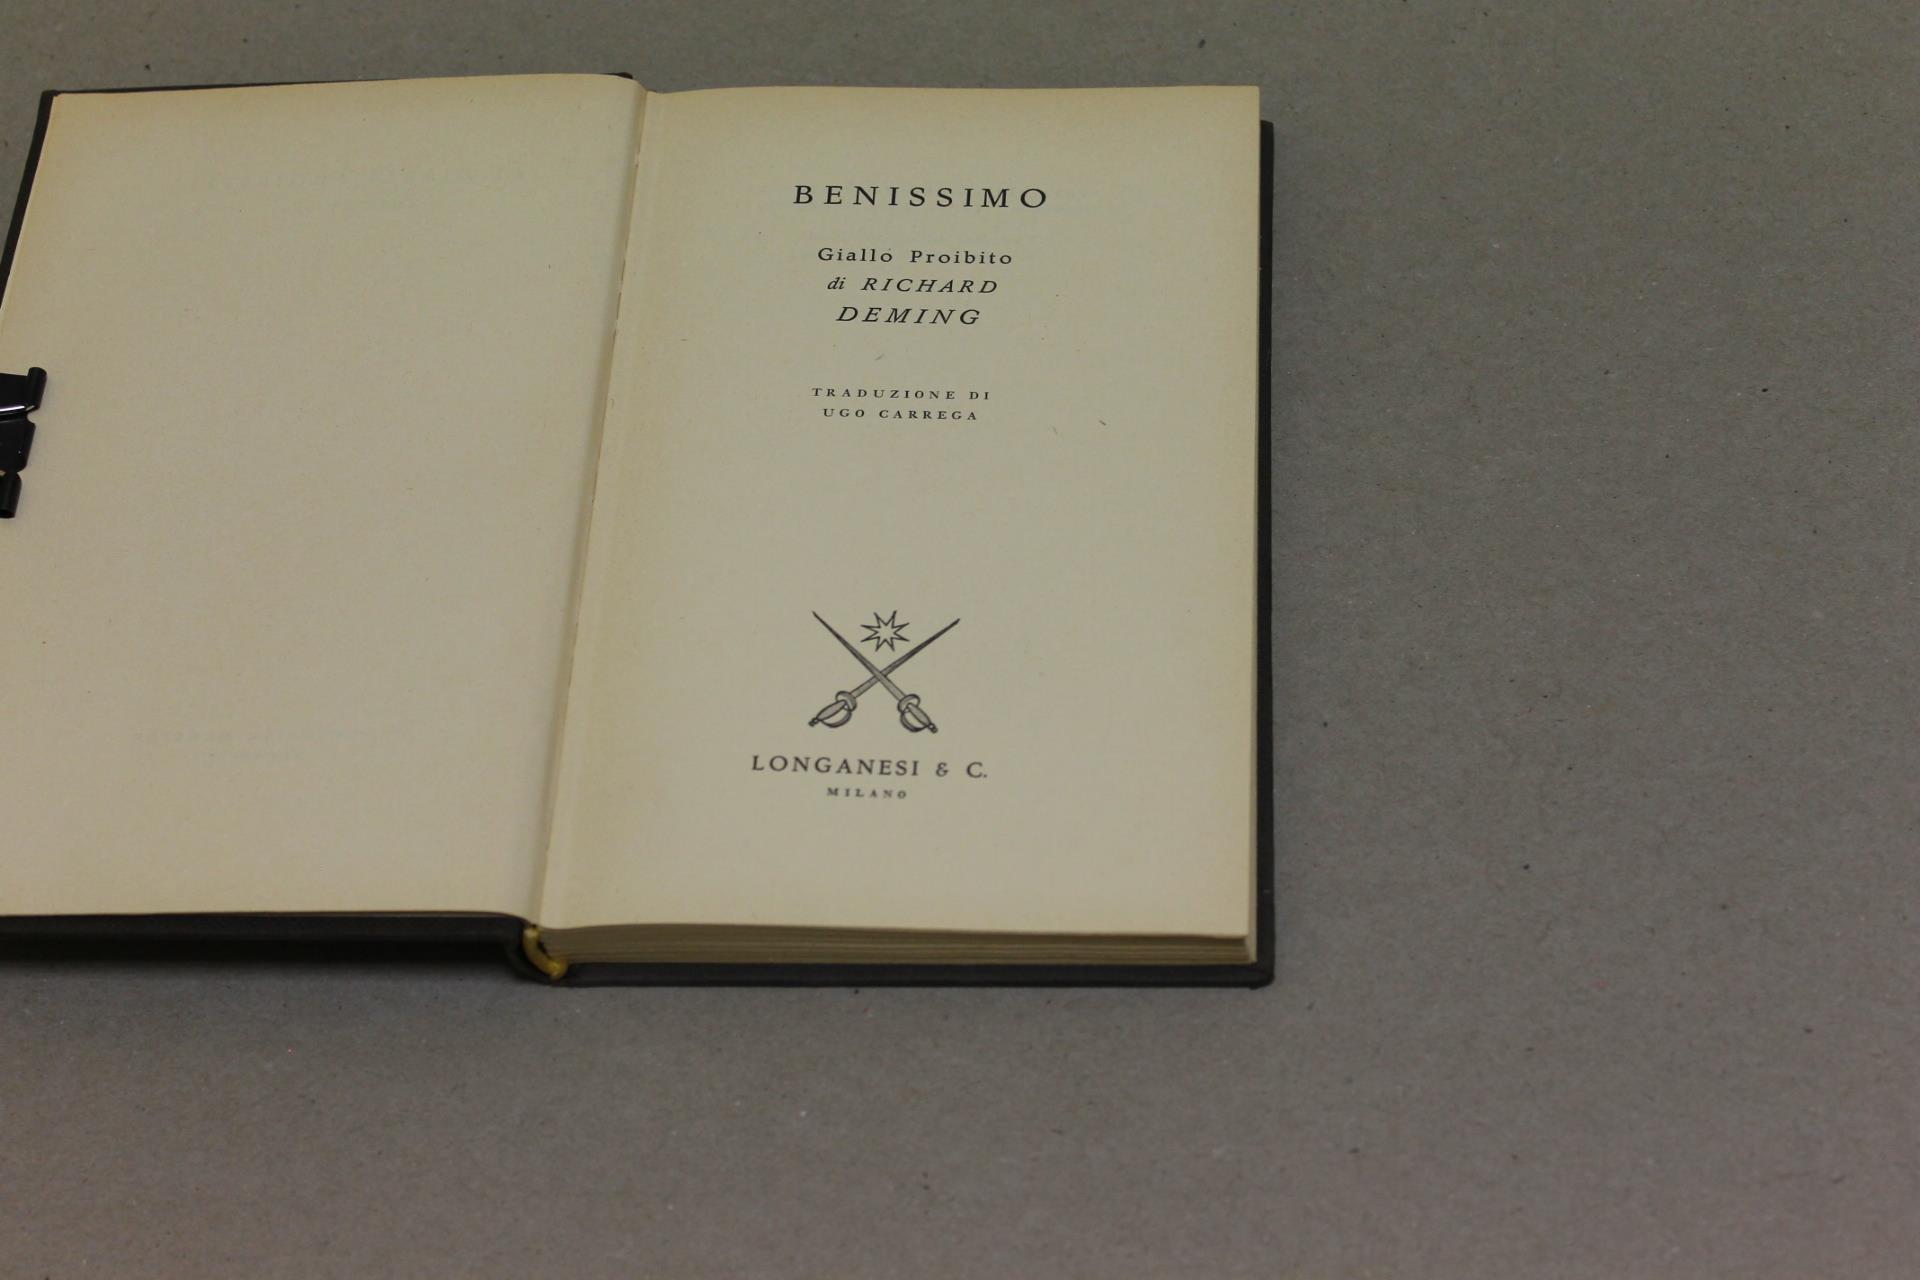 BENISSIMO
Giallo Proibito
di RICHARD
DEMING
TRADUZIONE DI
UGO CARREGA
LONGANESI & C.
MILANO